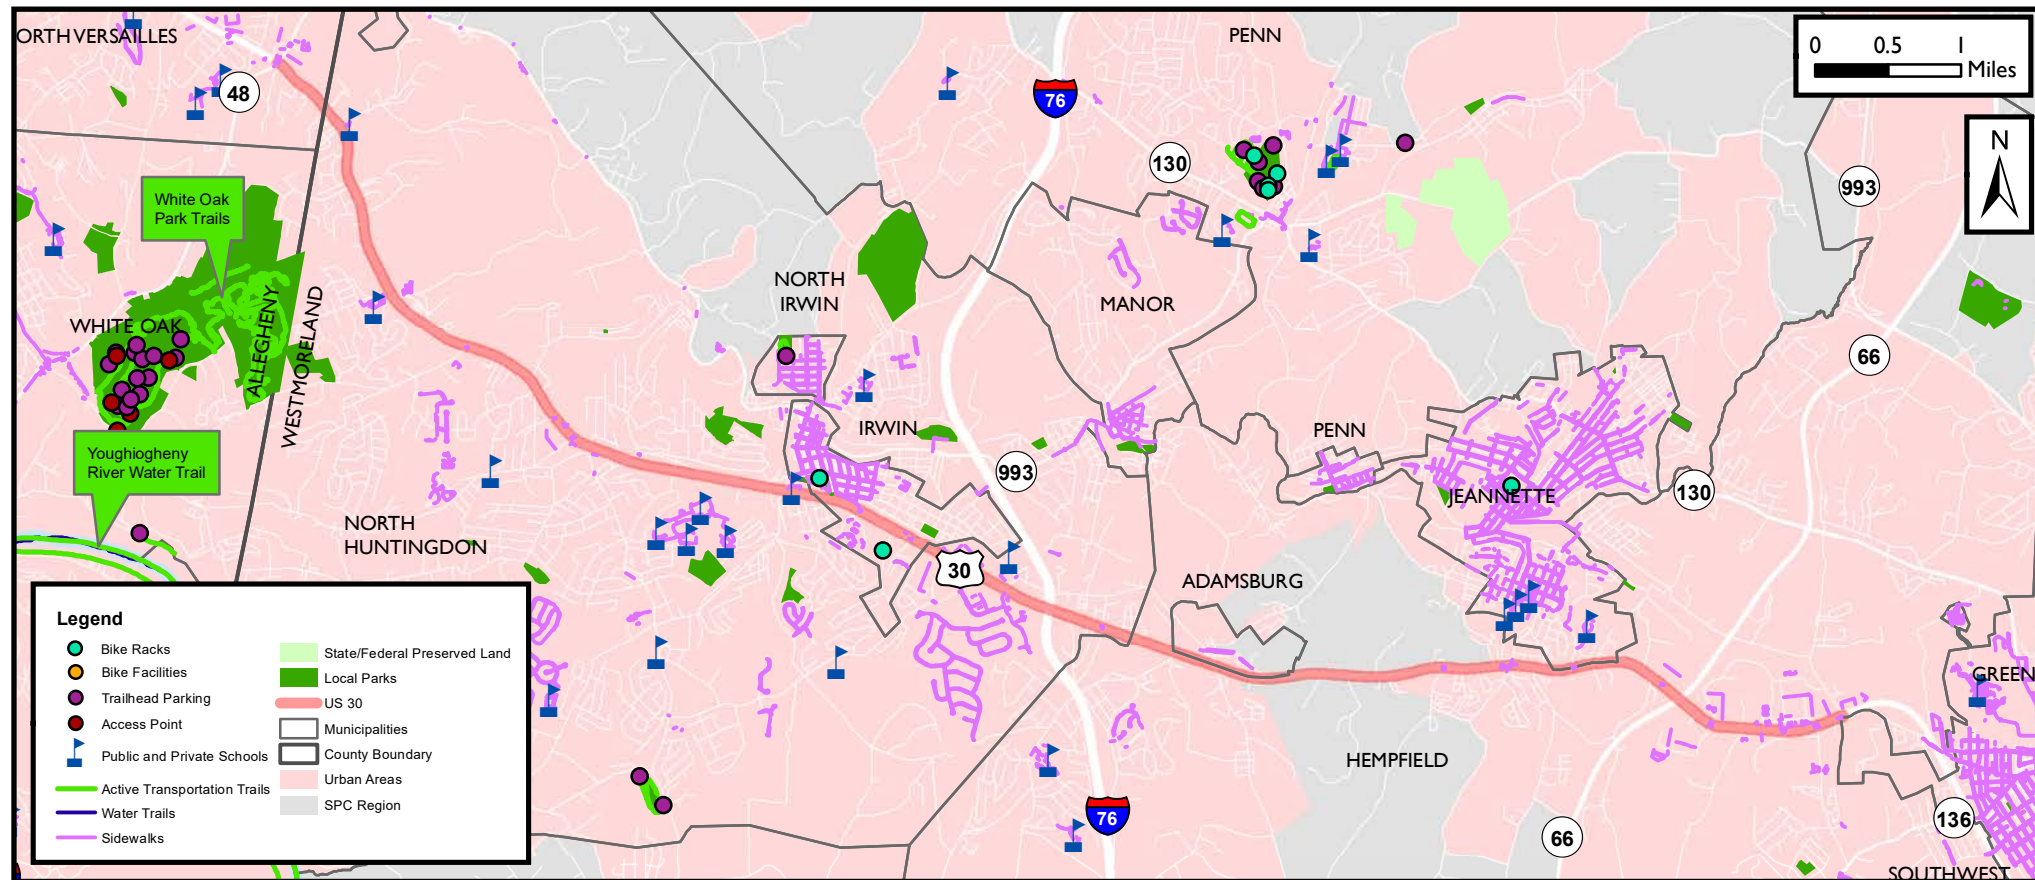 ORTH VERSAILLES
PENN
0 0.5 1
Miles
N
48
76
130
993
White Oak
Park Trails
NORTH
IRWIN
MANOR
WHITE OAK
ALLEGHENY
WESTMORELAND
66
IRWIN
PENN
Youghiogheny
River Water Trail
993
JEANNETTE
130
NORTH
HUNTINGDON
30
ADAMSBURG
GREEN
HEMPFIELD
76
66
136
SOUTHWEST
Legend
Bike Racks
Bike Facilities
Trailhead Parking
Access Point
Public and Private Schools
Active Transportation Trails
Water Trails
Sidewalks
State/Federal Preserved Land
Local Parks
US 30
Municipalities
County Boundary
Urban Areas
SPC Region